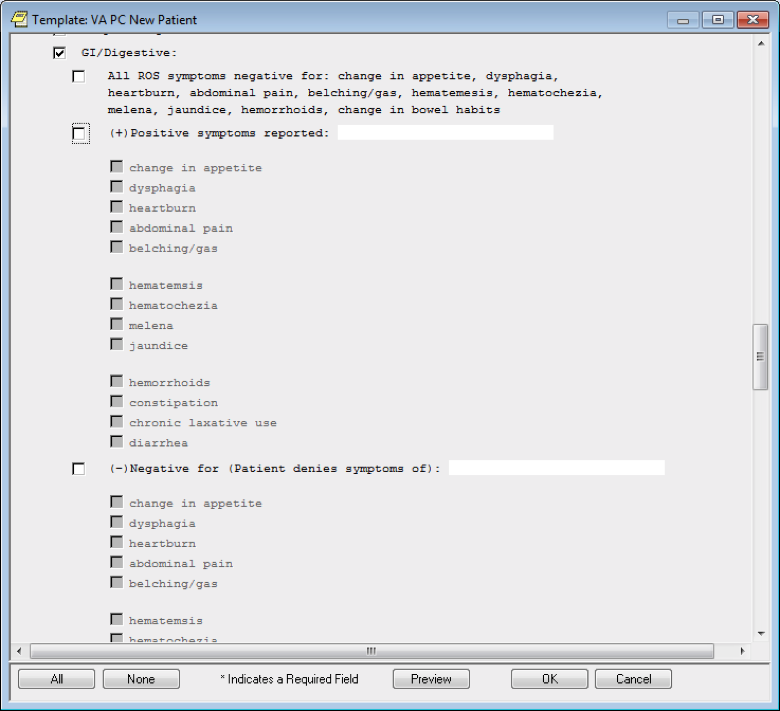 Template: VA PC New Patient
GI/Digestive:
All ROS symptoms negative for: change in appetite, dysphagia,
heartburn, abdominal pain, belching/gas, hematemesis, hematochezia,
melena, jaundice, hemorrhoids, change in bowel habits
(+)Positive symptoms reported:
change in appetite
dysphagia
heartburn
abdominal pain
belching/gas
hematemsis
hematochezia
melena
jaundice
hemorrhoids
constipation
chronic laxative use
diarrhea
(-)Negative for (Patient denies symptoms of):
change in appetite
dysphagia
heartburn
abdominal pain
belching/gas
hematemsis
hematochezia
All None * Indicates a Required Field Preview OK Cancel